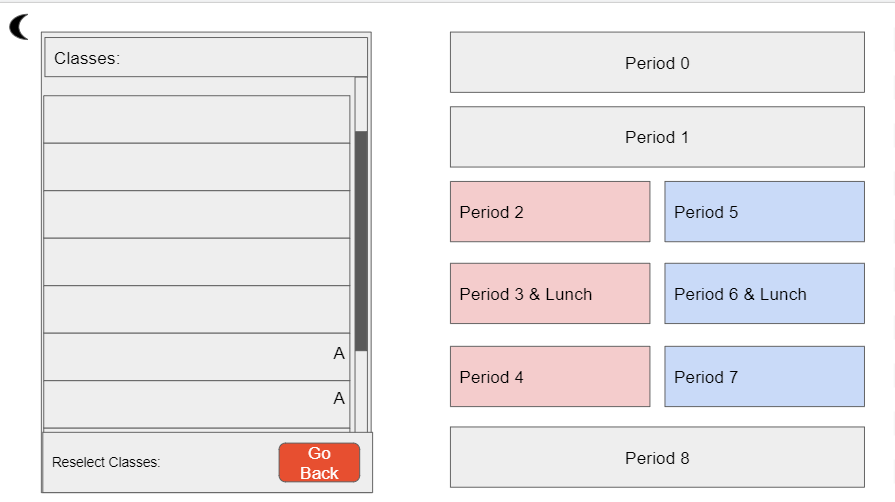 Classes:
A
A
Reselect Classes:
Go
Back
Period 0
Period 1
Period 2
Period 5
Period 3 & Lunch
Period 6 & Lunch
Period 4
Period 7
Period 8